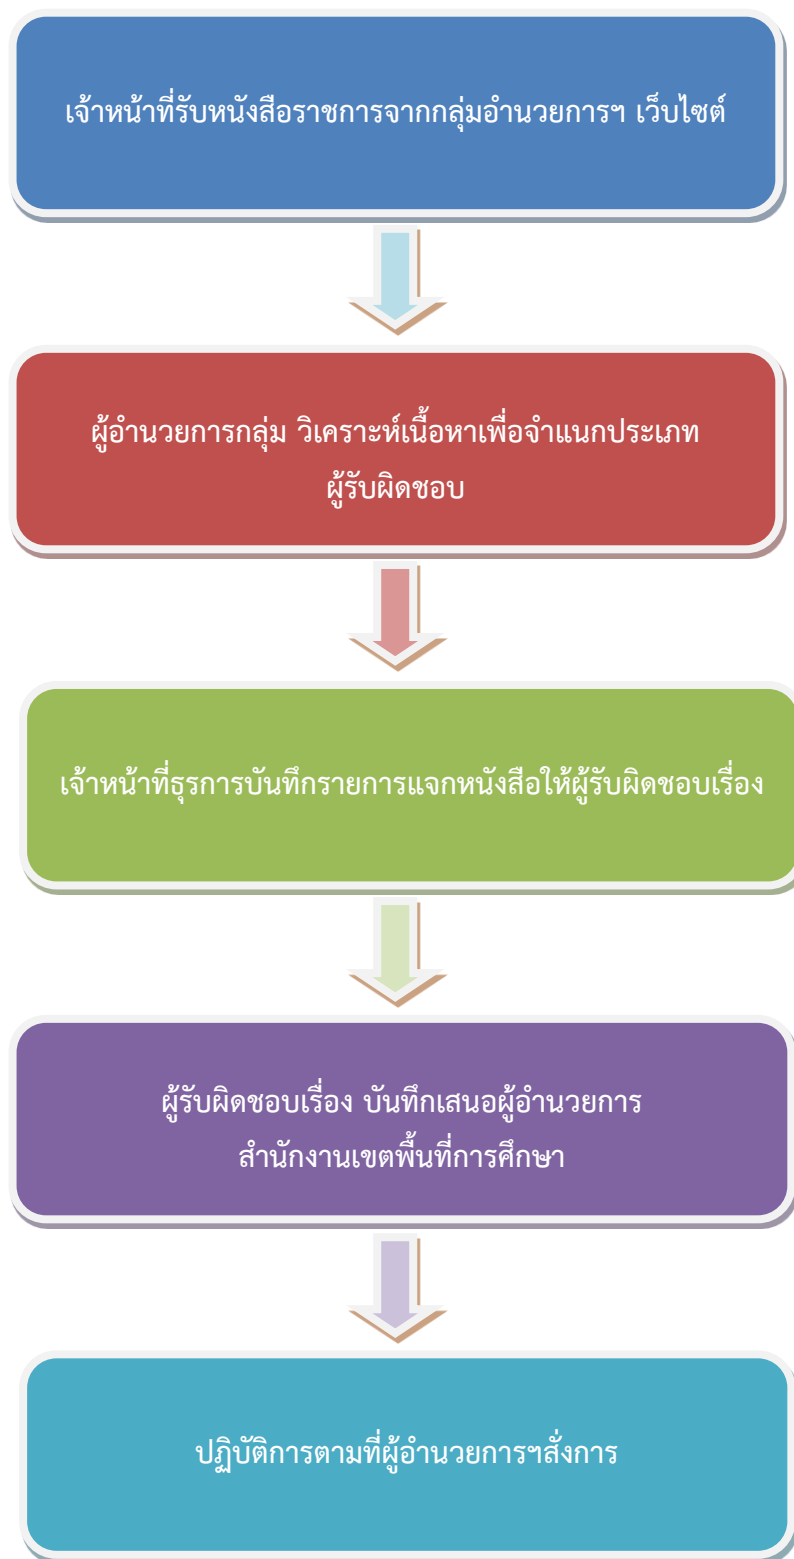 เจ้าหน้าที่รับหนังสือราชการจากกลุ่มอำนวยการฯ เว็บไซต์
ผู้อำนวยการกลุ่ม วิเคราะห์เนื้อหาเพื่อจำแนกประเภท
ผู้รับผิดชอบ
เจ้าหน้าที่ธุรการบันทึกรายการแจกหนังสือให้ผู้รับผิดชอบเรื่อง
ผู้รับผิดชอบเรื่อง บันทึกเสนอผู้อำนวยการ
สำนักงานเขตพื้นที่การศึกษา
ปฏิบัติการตามที่ผู้อำนวยการฯสั่งการ